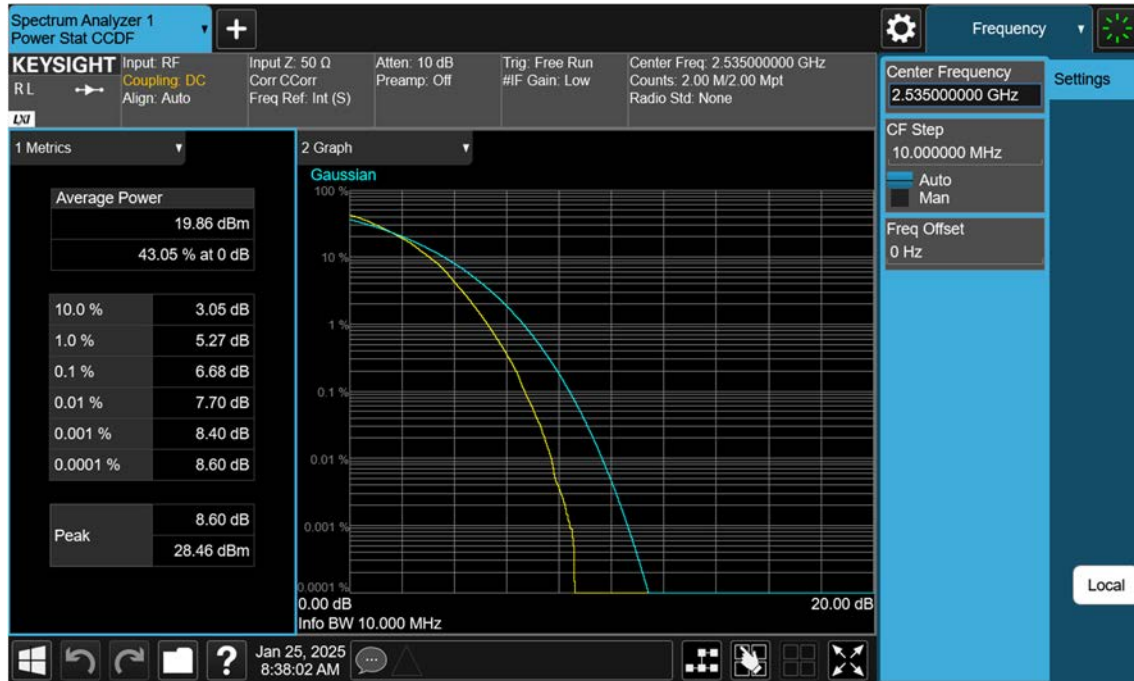 Spectrum Analyzer 1
Power Stat CCDF
+
Frequency
KEYSIGHT
RL
LXI
Input: RF
Coupling: DC
Align: Auto
Input Z: 50 Ω
Corr CCorr
Freq Ref: Int (S)
Atten: 10 dB
Preamp: Off
Trig: Free Run
#IF Gain: Low
Center Freq: 2.535000000 GHz
Counts: 2.00 M/2.00 Mpt
Radio Std: None
Center Frequency
2.535000000 GHz
Settings
CF Step
10.000000 MHz
Auto
Man
Freq Offset
0 Hz
Local
1 Metrics
Average Power
19.86 dBm
43.05 % at 0 dB
10.0 % 3.05 dB
1.0 % 5.27 dB
0.1 % 6.68 dB
0.01 % 7.70 dB
0.001 % 8.40 dB
0.0001 % 8.60 dB
Peak
8.60 dB
28.46 dBm
2 Graph
Gaussian
100 %
10 %
1 %
0.1 %
0.01 %
0.001 %
0.0001 %
0.00 dB 20.00 dB
Info BW 10.000 MHz
?
Jan 25, 2025
8:38:02 AM